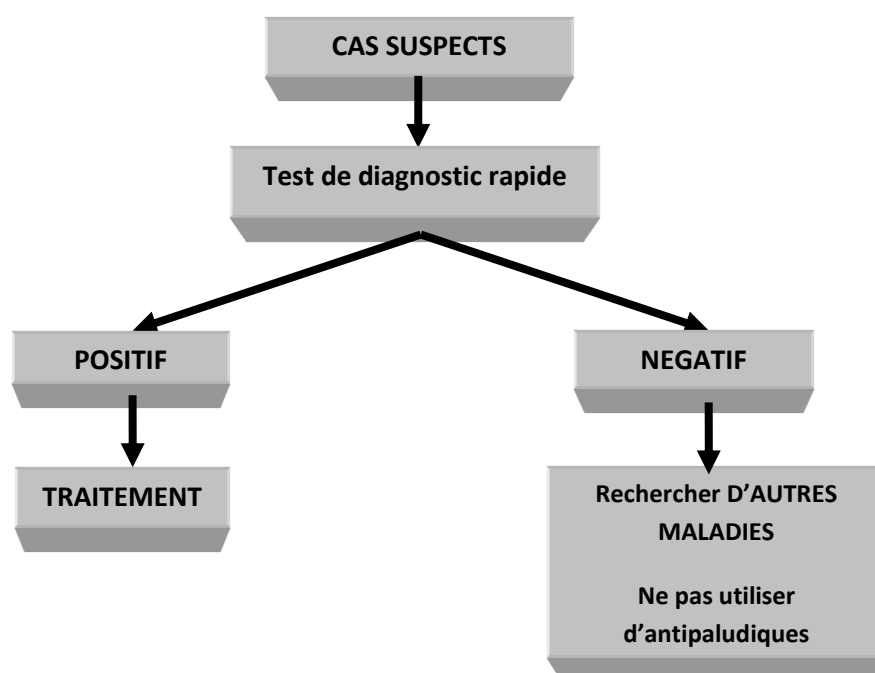 CAS SUSPECTS
Test de diagnostic rapide
POSITIF
NEGATIF
TRAITEMENT
Rechercher D’AUTRES
MALADIES
Ne pas utiliser
d’antipaludiques